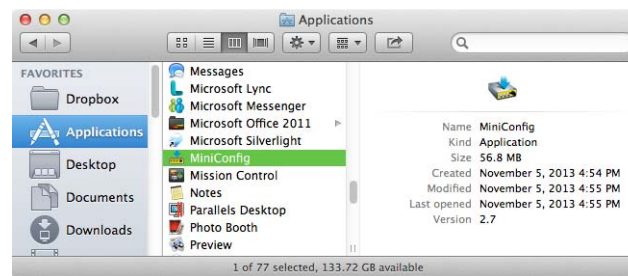 Applications
FAVORITES
Dropbox
Applications
Desktop
Documents
Downloads
Messages
Microsoft Lync
Microsoft Messenger
Microsoft Office 2011
Microsoft Silverlight
MiniConfig
Mission Control
Notes
Parallels Desktop
Photo Booth
Preview
Name MiniConfig
Kind Application
Size 56.8 MB
Created November 5, 2013 4:54 PM
Modified November 5, 2013 4:55 PM
Last opened November 5, 2013 4:55 PM
Version 2.7
1 of 77 selected, 133.72 GB available